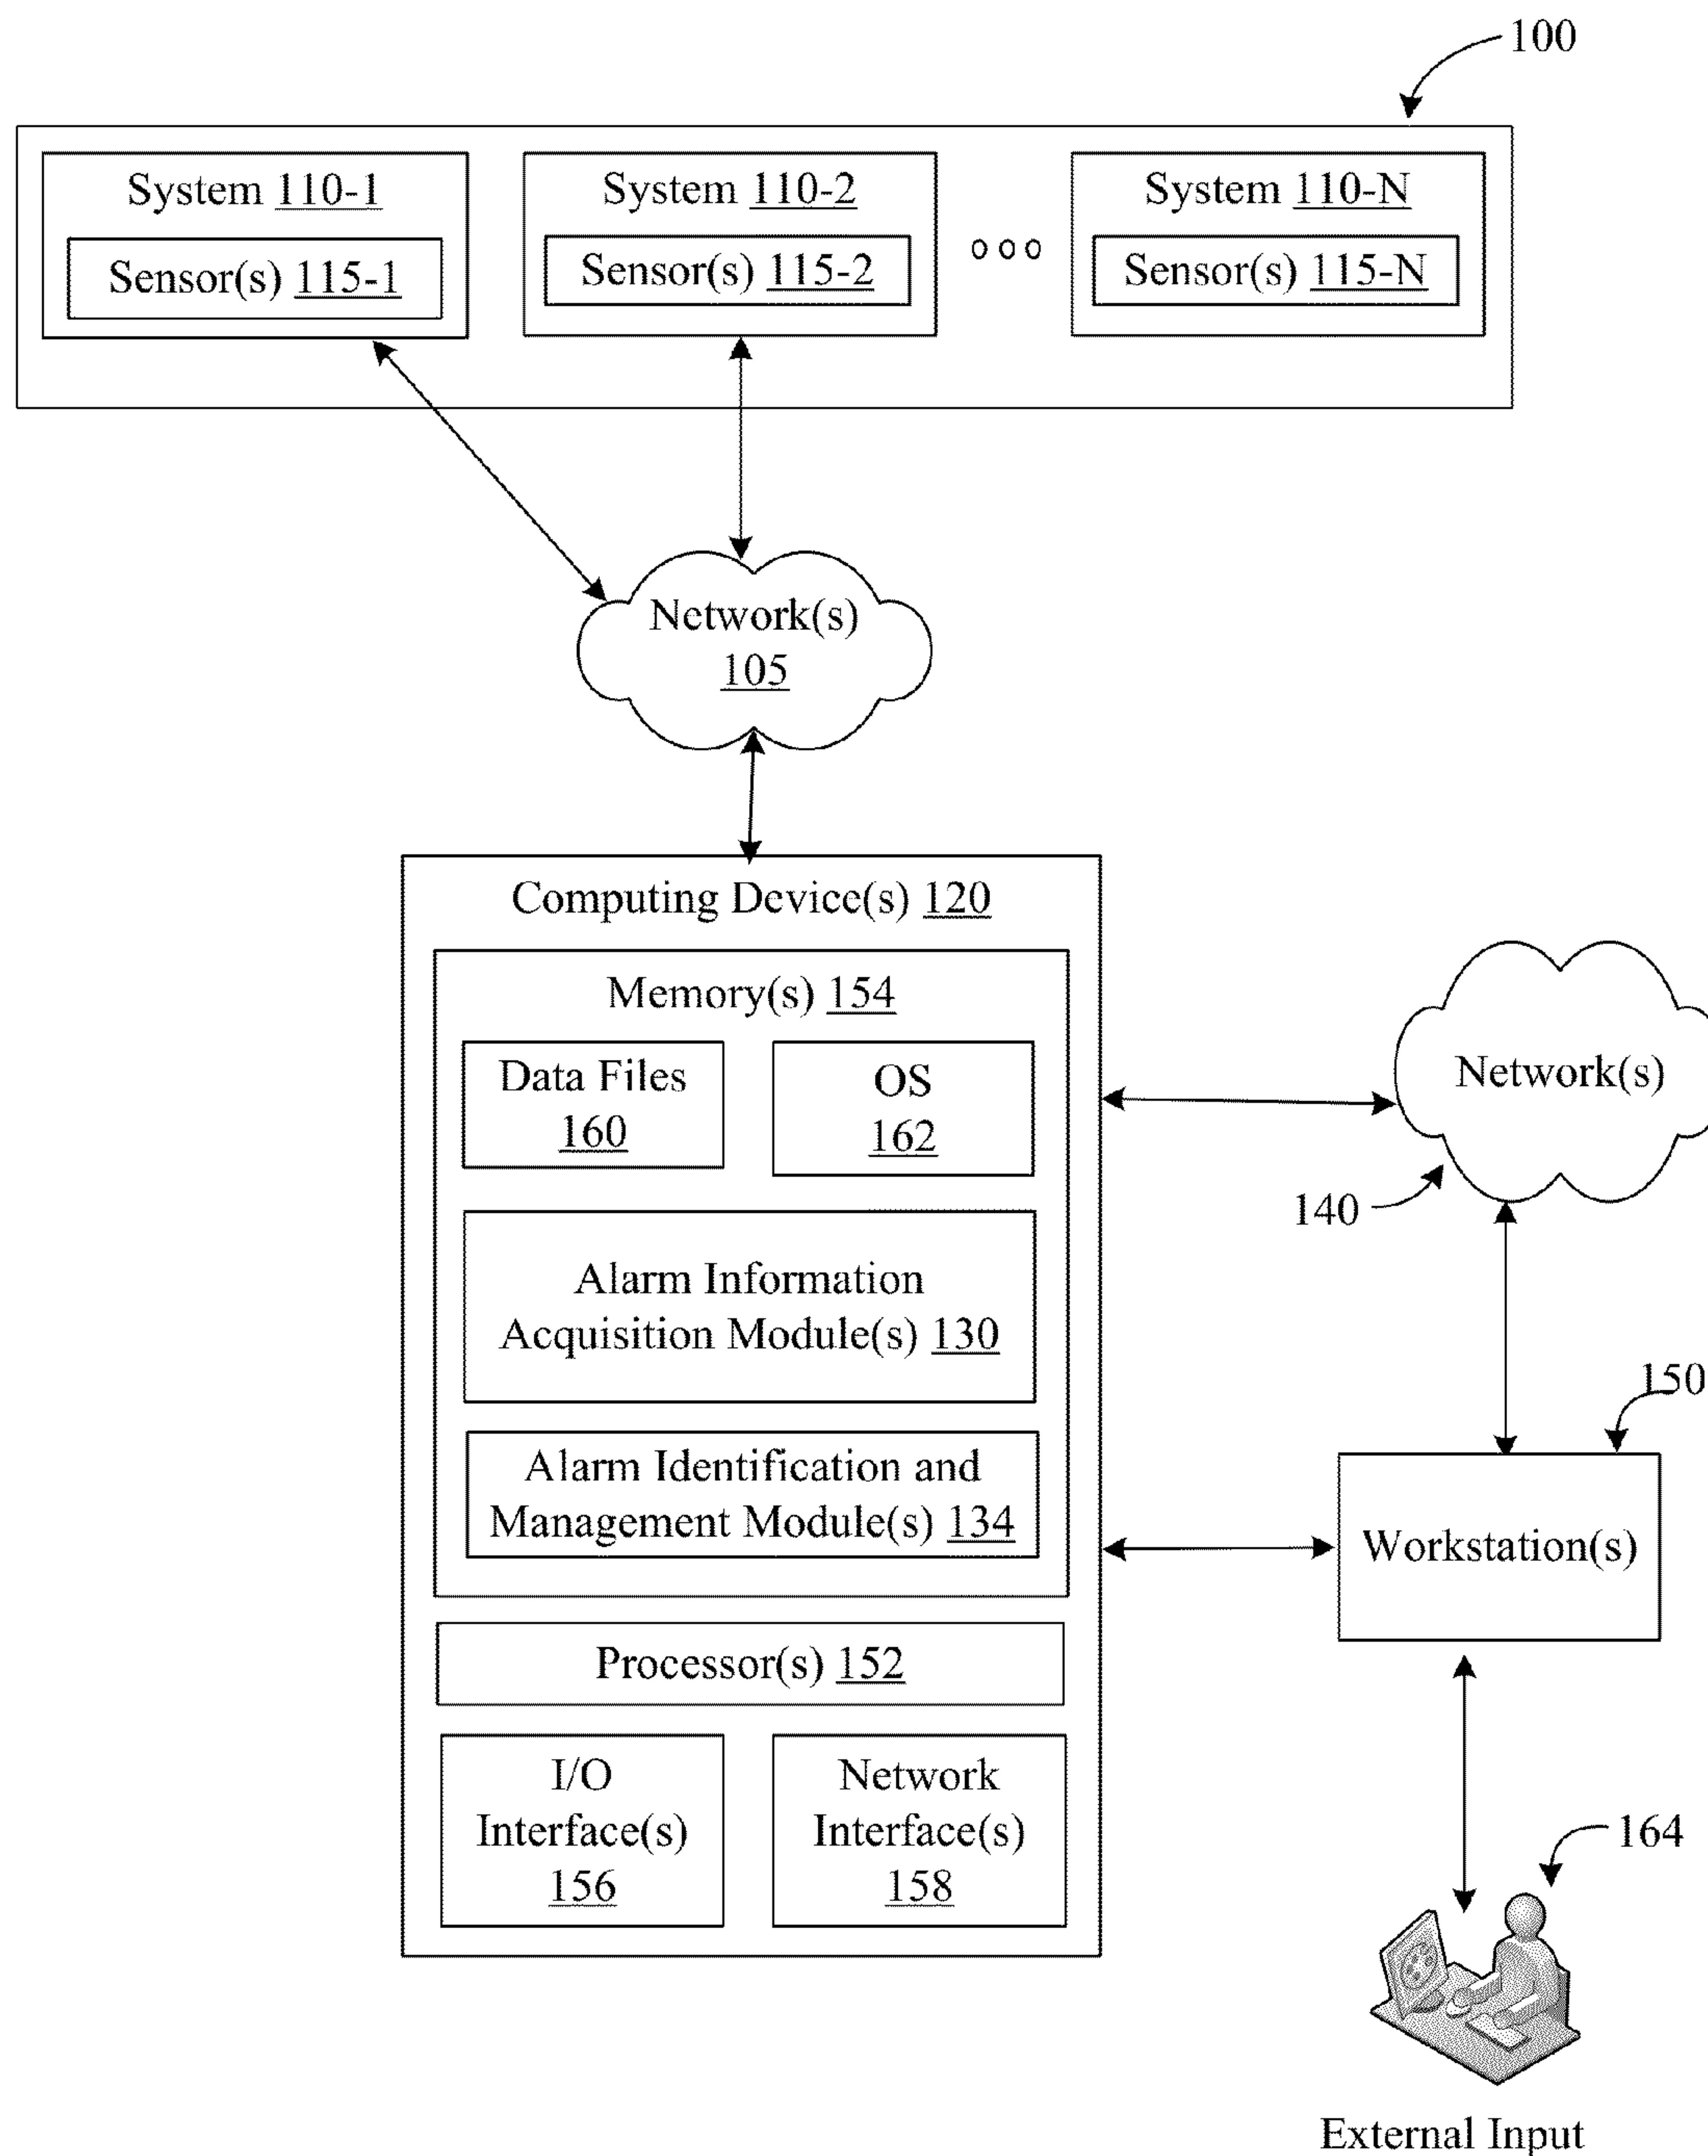 100
System 110-1
Sensor(s) 115-1
System 110-2
Sensor(s) 115-2
System 110-N
Sensor(s) 115-N
Network(s)
105
Computing Device(s) 120
Memory(s) 154
Data Files
160
OS
162
Alarm Information
Acquisition Module(s) 130
Alarm Identification and
Management Module(s) 134
Processor(s) 152
I/O
Interface(s)
156
Network
Interface(s)
158
Network(s)
140
150
Workstation(s)
164
External Input